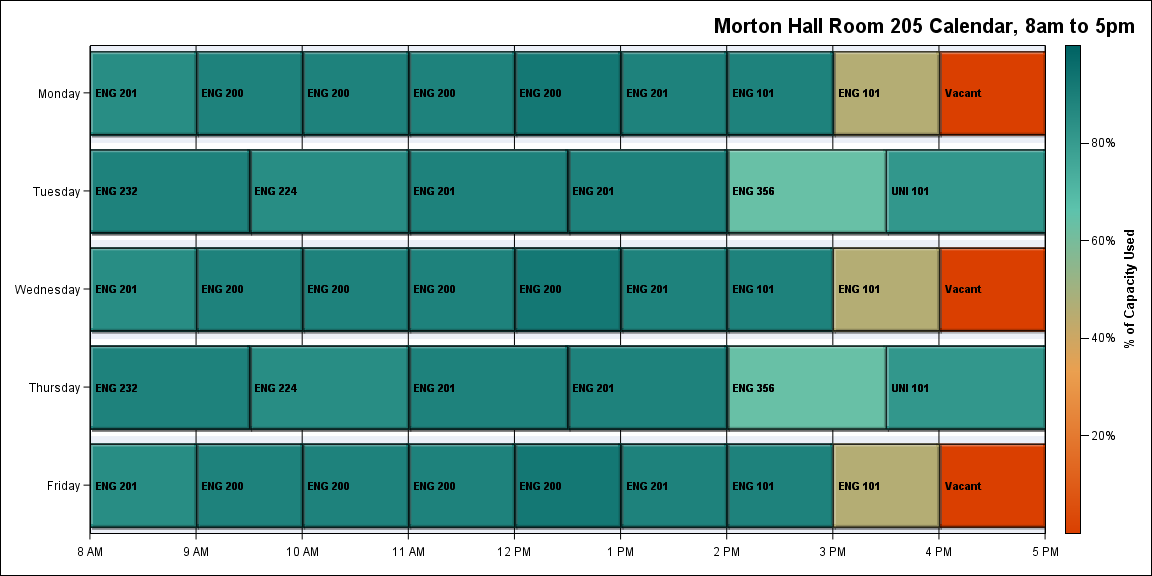 Morton Hall Room 205 Calendar, 8am to 5pm
Monday
ENG 201
ENG 200
ENG 200
ENG 200
ENG 200
ENG 201
ENG 101
ENG 101
Vacant
Tuesday
ENG 232
ENG 224
ENG 201
ENG 201
ENG 356
UNI 101
Wednesday
ENG 201
ENG 200
ENG 200
ENG 200
ENG 200
ENG 201
ENG 101
ENG 101
Vacant
Thursday
ENG 232
ENG 224
ENG 201
ENG 201
ENG 356
UNI 101
Friday
ENG 201
ENG 200
ENG 200
ENG 200
ENG 200
ENG 201
ENG 101
ENG 101
Vacant
8 AM
9 AM
10 AM
11 AM
12 PM
1 PM
2 PM
3 PM
4 PM
5 PM
80%
60%
40%
20%
% of Capacity Used